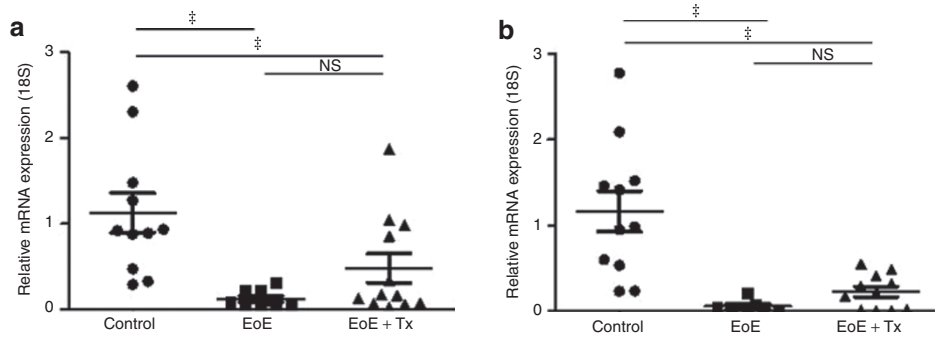 a
‡
‡
NS
Relative mRNA expression (18S)
3
2
1
0
Control EoE EoE + Tx
b
‡
‡
NS
Relative mRNA expression (18S)
3
2
1
0
Control EoE EoE + Tx